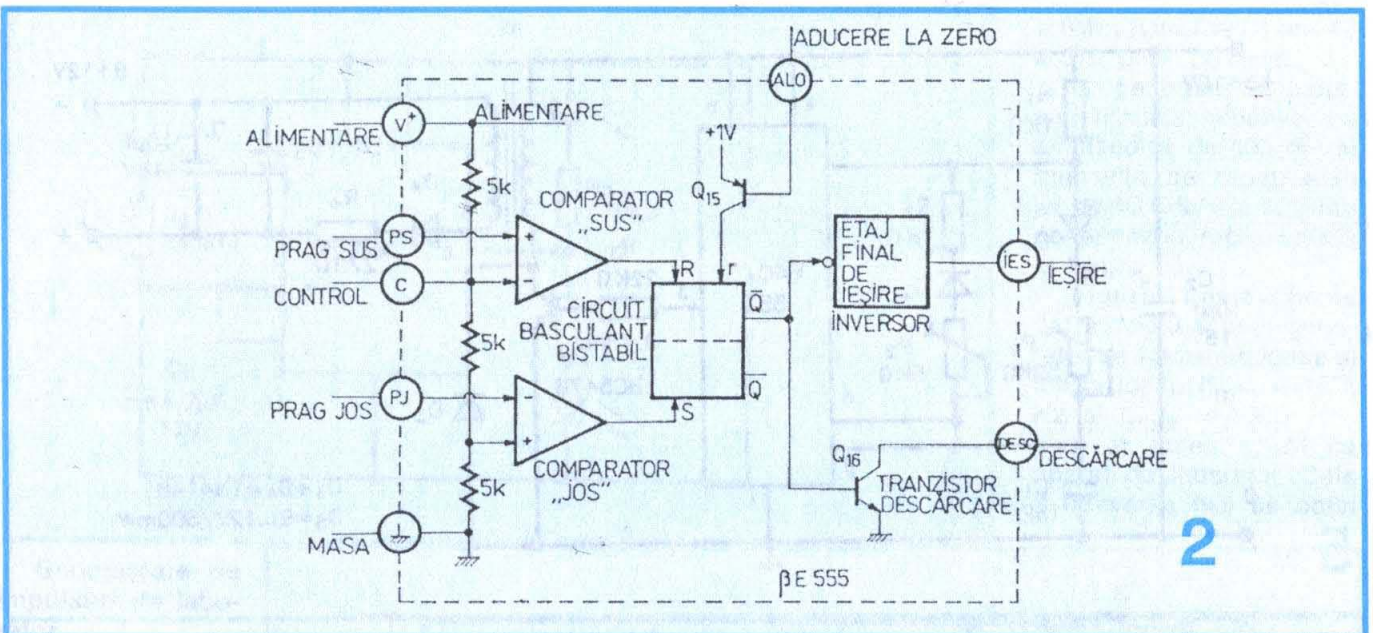 ADUCERE LA ZERO
ALO
ALIMENTARE
V+
ALIMENTARE
+1V
5k
COMPARATOR
„SUS"
Q15
PRAG SUS
PS
+
-
R
r
ETAJ
FINAL
DE
IEŞIRE
INVERSOR
IES
IEŞIRE
CONTROL
C
CIRCUIT
BASCULANT
BISTABIL
Q
Q̅
5k
PRAG JOS
PJ
-
+
S
COMPARATOR
„JOS"
5k
Q16
TRANZISTOR
DESCĂRCARE
DESC
DESCĂRCARE
MASA
βE 555
2